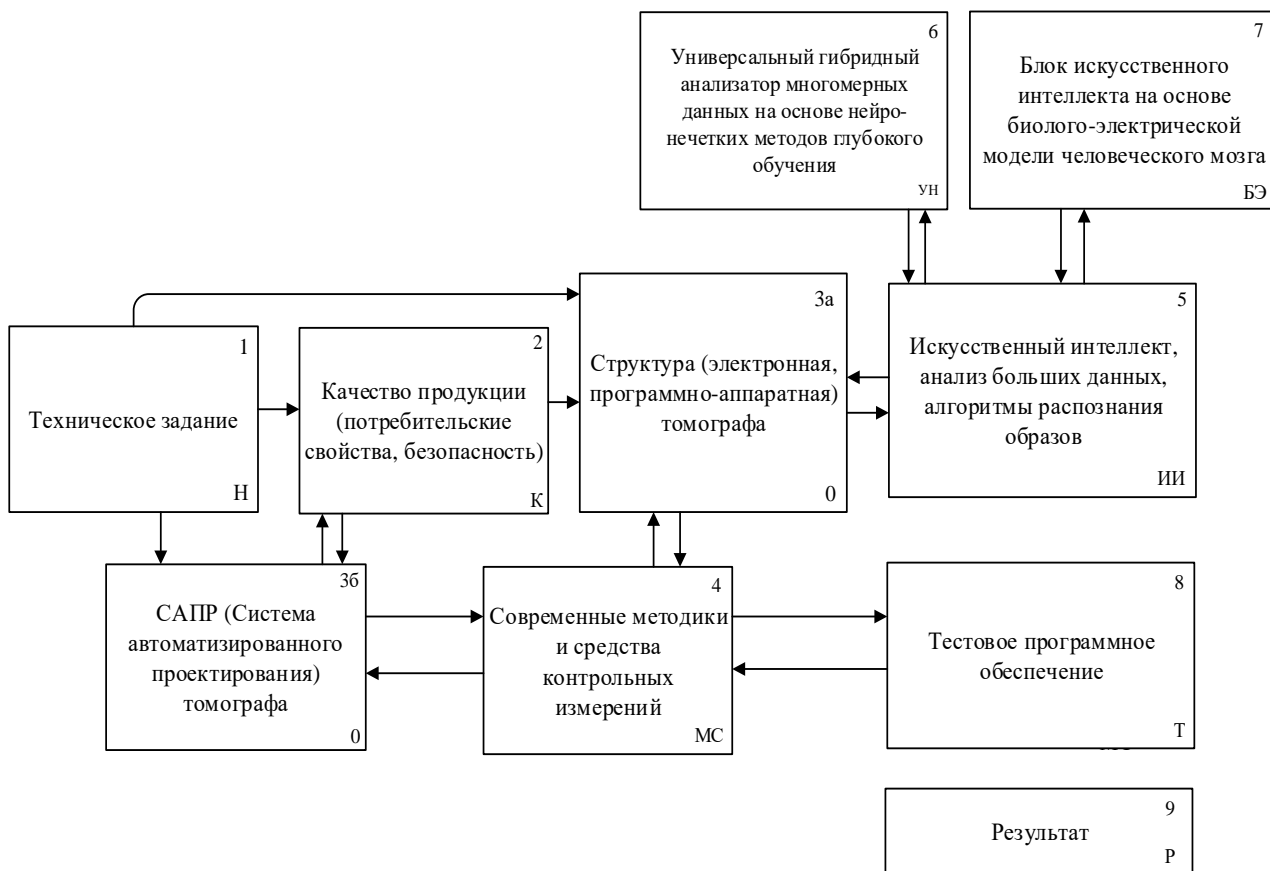 6
Универсальный гибридный
анализатор многомерных
данных на основе нейро-
нечетких методов глубокого
обучения
УН
7
Блок искусственного
интеллекта на основе
биолого-электрической
модели человеческого мозга
БЭ
1
Техническое задание
Н
2
Качество продукции
(потребительские
свойства, безопасность)
К
3а
Структура (электронная,
программно-аппаратная)
томографа
0
5
Искусственный интеллект,
анализ больших данных,
алгоритмы распознания
образов
ИИ
3б
САПР (Система
автоматизированного
проектирования)
томографа
0
4
Современные методики
и средства
контрольных
измерений
МС
8
Тестовое программное
обеспечение
Т
9
Результат
Р